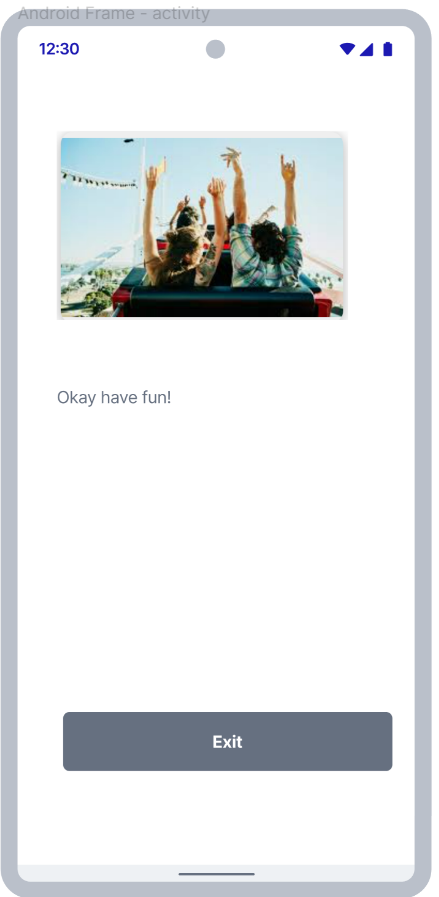 Android Frame - activity
12:30
Okay have fun!
Exit